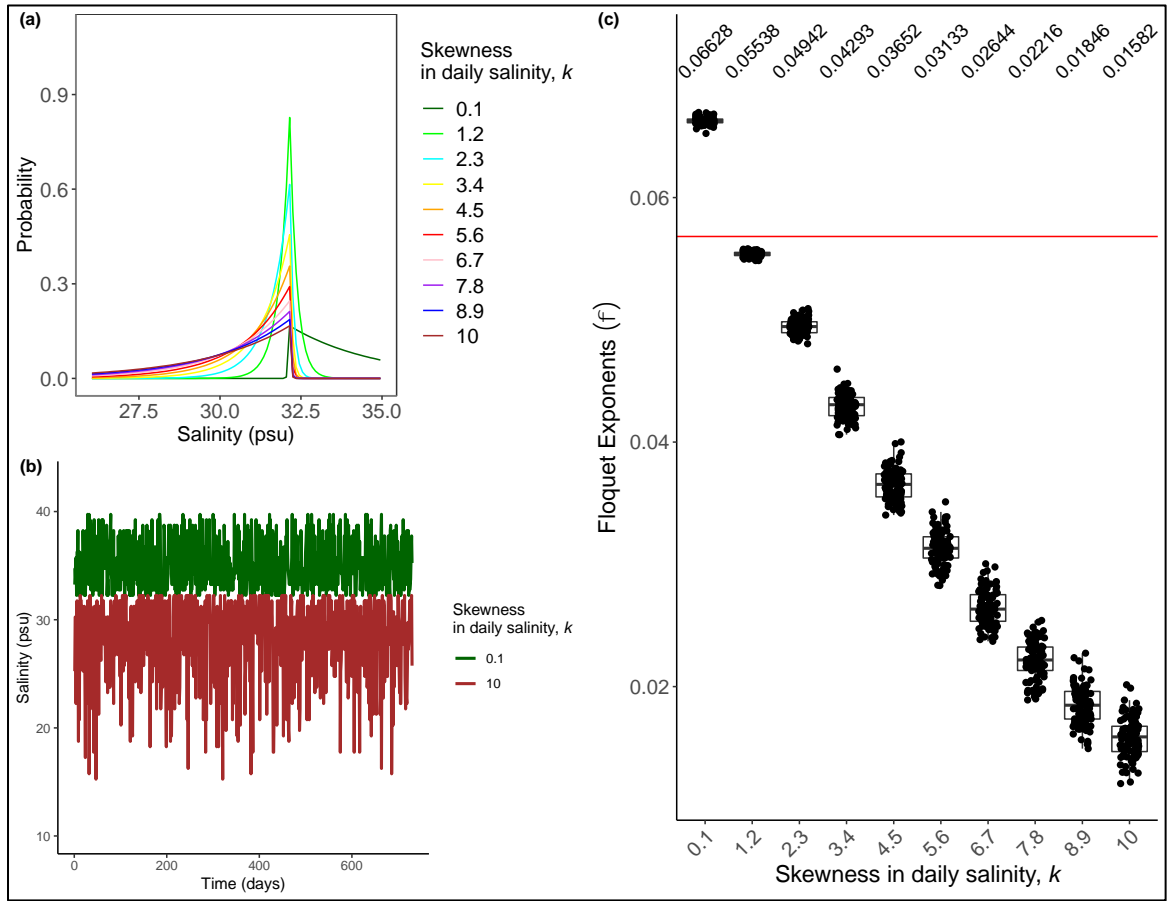 (a)
Probability
0.9
0.6
0.3
0.0
27.5 30.0 32.5 35.0
Salinity (psu)
Skewness
in daily salinity, k
0.1
1.2
2.3
3.4
4.5
5.6
6.7
7.8
8.9
10
(b)
Salinity (psu)
40
30
20
10
0 200 400 600
Time (days)
Skewness
in daily salinity, k
0.1
10
(c)
0.06628 0.05538 0.04942 0.04293 0.03652 0.03133 0.02644 0.02216 0.01846 0.01582
Floquet Exponents (F)
0.06
0.04
0.02
0.1 1.2 2.3 3.4 4.5 5.6 6.7 7.8 8.9 10
Skewness in daily salinity, k